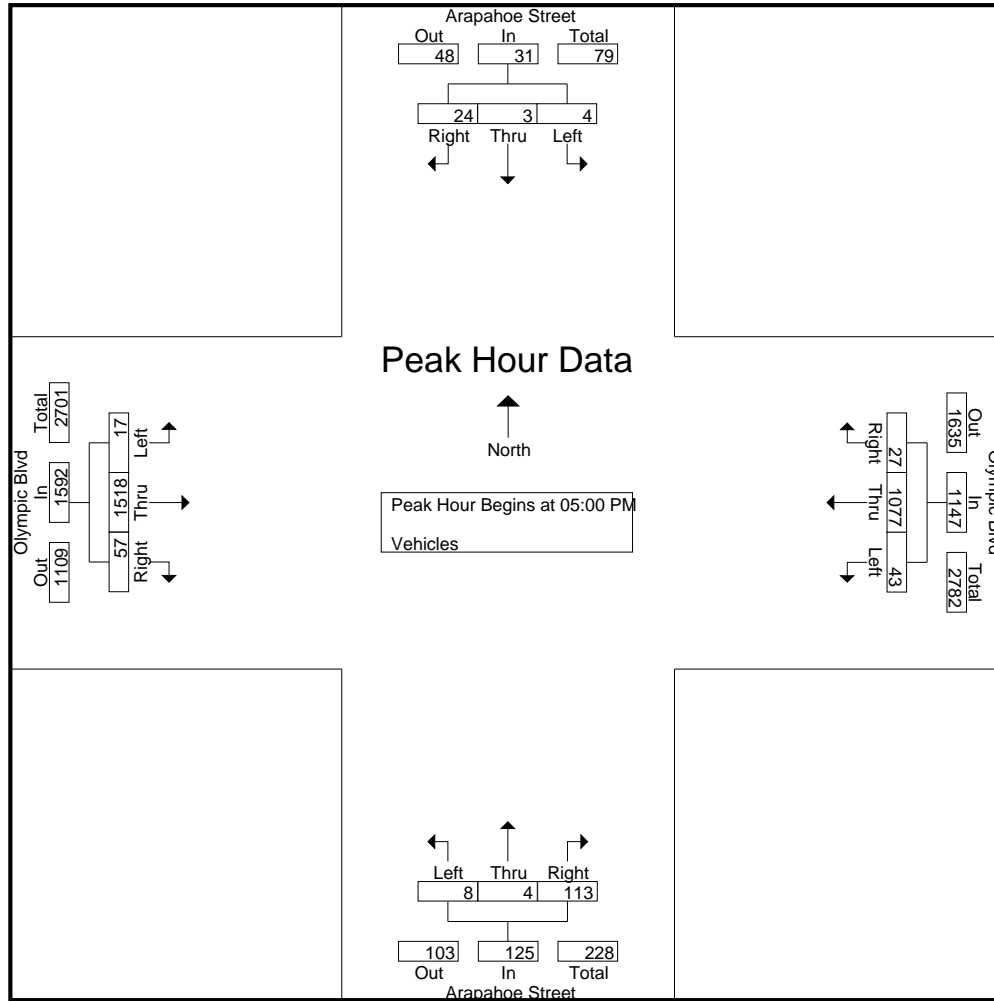 Arapahoe Street
Out In Total
48 31 79
24 3 4
Right Thru Left
Peak Hour Data
North
Peak Hour Begins at 05:00 PM
Vehicles
Olympic Blvd
Out In Total
1109 1592 2701
57 1518 17
Right Thru Left
Olympic Blvd
Out In Total
1635 1147 2782
27 1077 43
Right Thru Left
Left Thru Right
8 4 113
103 125 228
Out In Total
Arapahoe Street